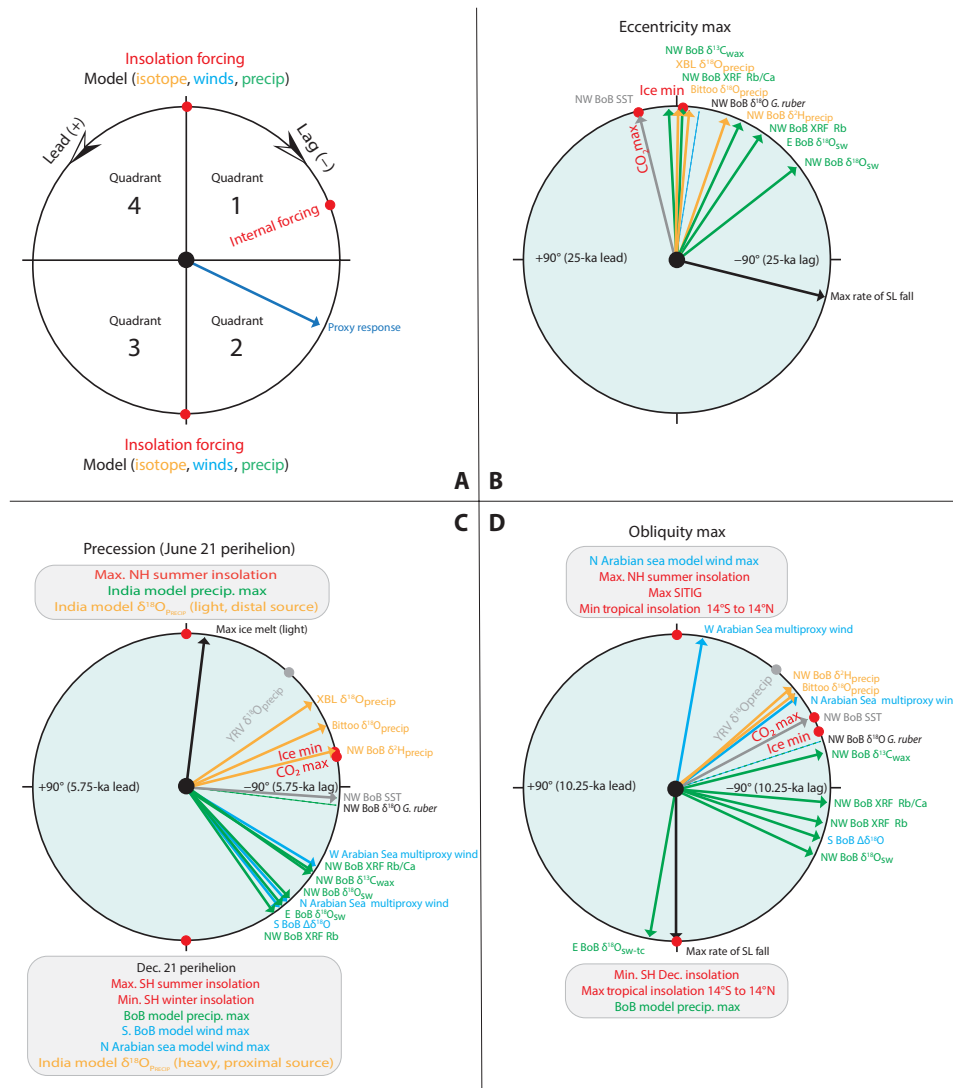 Insolation forcing
Model (isotope, winds, precip)
Lead (+)
Lag (−)
Quadrant
4
Quadrant
1
Internal forcing
Quadrant
3
Quadrant
2
Proxy response
Insolation forcing
Model (isotope, winds, precip)
A
B
Eccentricity max
NW BoB δ¹³Cwax
XBL δ¹⁸Oprecip
NW BoB XRF Rb/Ca
Ice min
Bittoo δ¹⁸Oprecip
NW BoB SST
NW BoB δ¹⁸O G. ruber
NW BoB δ²Hprecip
NW BoB XRF Rb
E BoB δ¹⁸Osw
NW BoB δ¹⁸Osw
CO₂ max
+90° (25-ka lead)
−90° (25-ka lag)
Max rate of SL fall
C
D
Precession (June 21 perihelion)
Max. NH summer insolation
India model precip. max
India model δ¹⁸OPRECIP (light, distal source)
Max ice melt (light)
YRV δ¹⁸Oprecip
XBL δ¹⁸Oprecip
Bittoo δ¹⁸Oprecip
Ice min
NW BoB δ²Hprecip
CO₂ max
+90° (5.75-ka lead)
−90° (5.75-ka lag)
NW BoB SST
NW BoB δ¹⁸O G. ruber
W Arabian Sea multiproxy wind
NW BoB XRF Rb/Ca
NW BoB δ¹³Cwax
NW BoB δ¹⁸Osw
N Arabian Sea multiproxy wind
E BoB δ¹⁸Osw
S BoB Δδ¹⁸O
NW BoB XRF Rb
Dec. 21 perihelion
Max. SH summer insolation
Min. SH winter insolation
BoB model precip. max
S. BoB model wind max
N Arabian sea model wind max
India model δ¹⁸OPRECIP (heavy, proximal source)
Obliquity max
N Arabian sea model wind max
Max. NH summer insolation
Max SITIG
Min tropical insolation 14°S to 14°N
W Arabian Sea multiproxy wind
YRV δ¹⁸Oprecip
NW BoB δ²Hprecip
Bittoo δ¹⁸Oprecip
N Arabian Sea multiproxy wind
NW BoB SST
CO₂ max
Ice min
NW BoB δ¹⁸O G. ruber
NW BoB δ¹³Cwax
+90° (10.25-ka lead)
−90° (10.25-ka lag)
NW BoB XRF Rb/Ca
NW BoB XRF Rb
S BoB Δδ¹⁸O
NW BoB δ¹⁸Osw
E BoB δ¹⁸Osw-tc
Max rate of SL fall
Min. SH Dec. insolation
Max tropical insolation 14°S to 14°N
BoB model precip. max